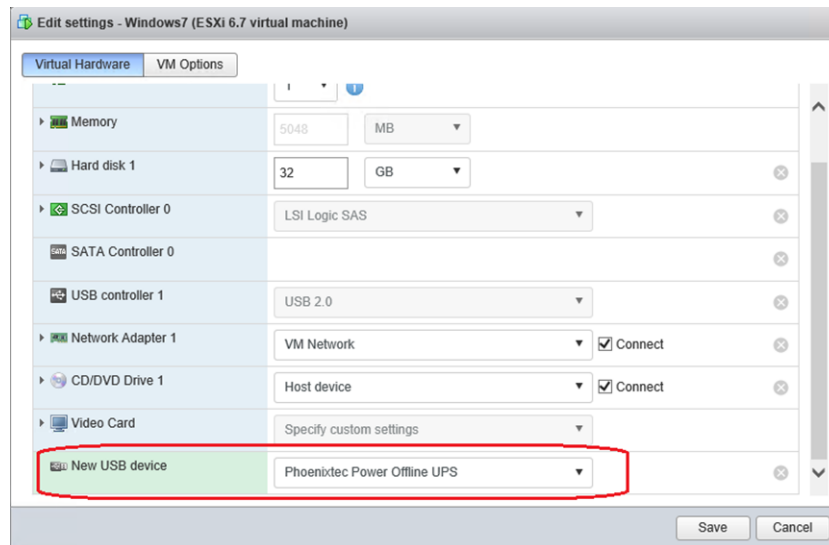 Edit settings - Windows7 (ESXi 6.7 virtual machine)
Virtual Hardware VM Options
Memory 5048 MB
Hard disk 1 32 GB
SCSI Controller 0 LSI Logic SAS
SATA Controller 0
USB controller 1 USB 2.0
Network Adapter 1 VM Network Connect
CD/DVD Drive 1 Host device Connect
Video Card Specify custom settings
New USB device Phoenixtec Power Offline UPS
Save Cancel